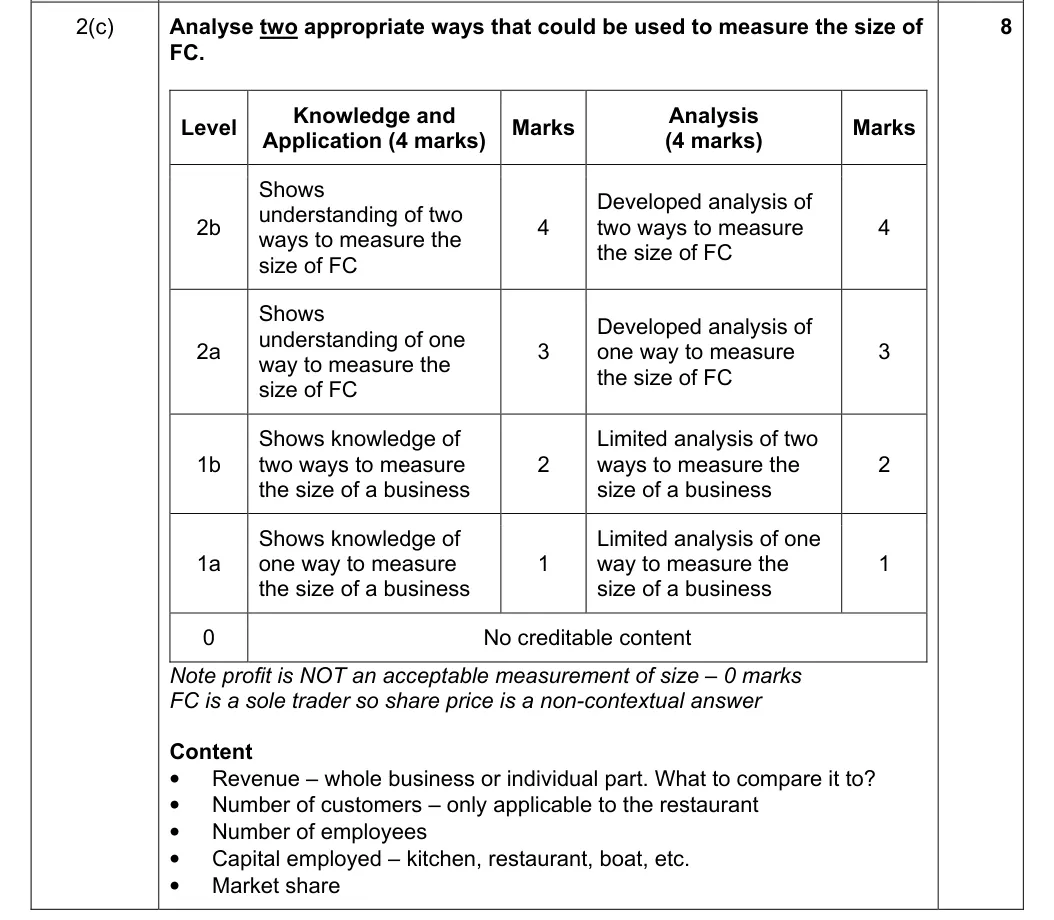 2(c)
Analyse two appropriate ways that could be used to measure the size of
FC.
8
Level
Knowledge and
Application (4 marks)
Marks
Analysis
(4 marks)
Marks
2b
Shows
understanding of two
ways to measure the
size of FC
4
Developed analysis of
two ways to measure
the size of FC
4
2a
Shows
understanding of one
way to measure the
size of FC
3
Developed analysis of
one way to measure
the size of FC
3
1b
Shows knowledge of
two ways to measure
the size of a business
2
Limited analysis of two
ways to measure the
size of a business
2
1a
Shows knowledge of
one way to measure
the size of a business
1
Limited analysis of one
way to measure the
size of a business
1
0
No creditable content
Note profit is NOT an acceptable measurement of size – 0 marks
FC is a sole trader so share price is a non-contextual answer
Content
• Revenue – whole business or individual part. What to compare it to?
• Number of customers – only applicable to the restaurant
• Number of employees
• Capital employed – kitchen, restaurant, boat, etc.
• Market share